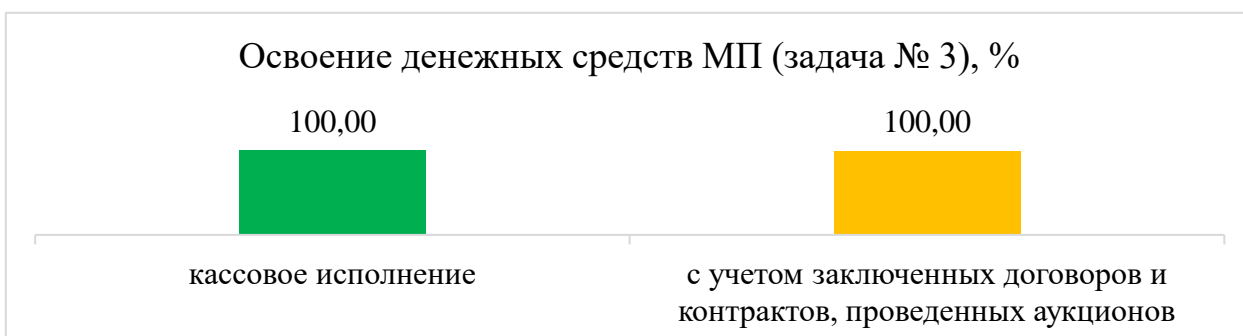 Освоение денежных средств МП (задача № 3), %
100,00
100,00
кассовое исполнение
с учетом заключенных договоров и
контрактов, проведенных аукционов